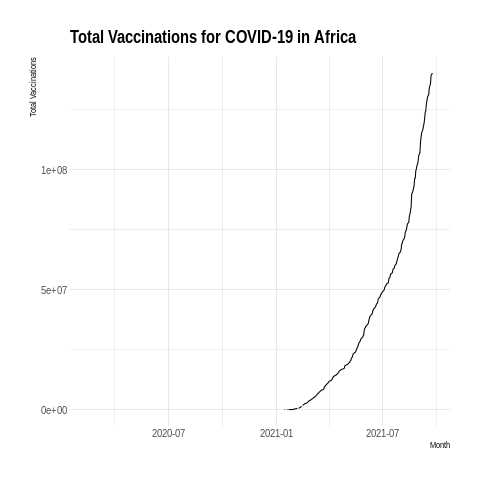 Total Vaccinations for COVID-19 in Africa
Total Vaccinations
1e+08
5e+07
0e+00
2020-07
2021-01
2021-07
Month